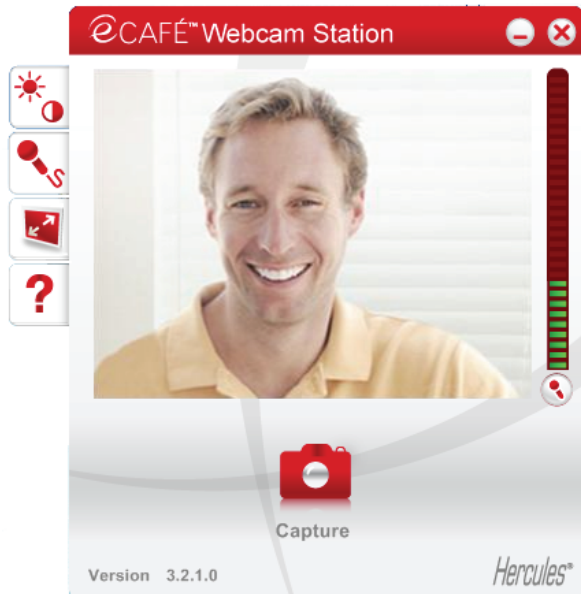 eCAFÉ™ Webcam Station
?
Capture
Version 3.2.1.0
Hercules®